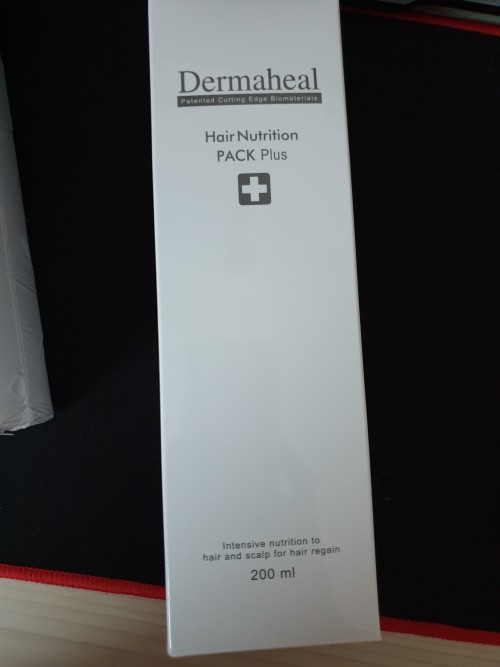 Dermaheal
Patented Cutting Edge Biomaterials
Hair Nutrition
PACK Plus
Intensive nutrition to
hair and scalp for hair regain
200 ml